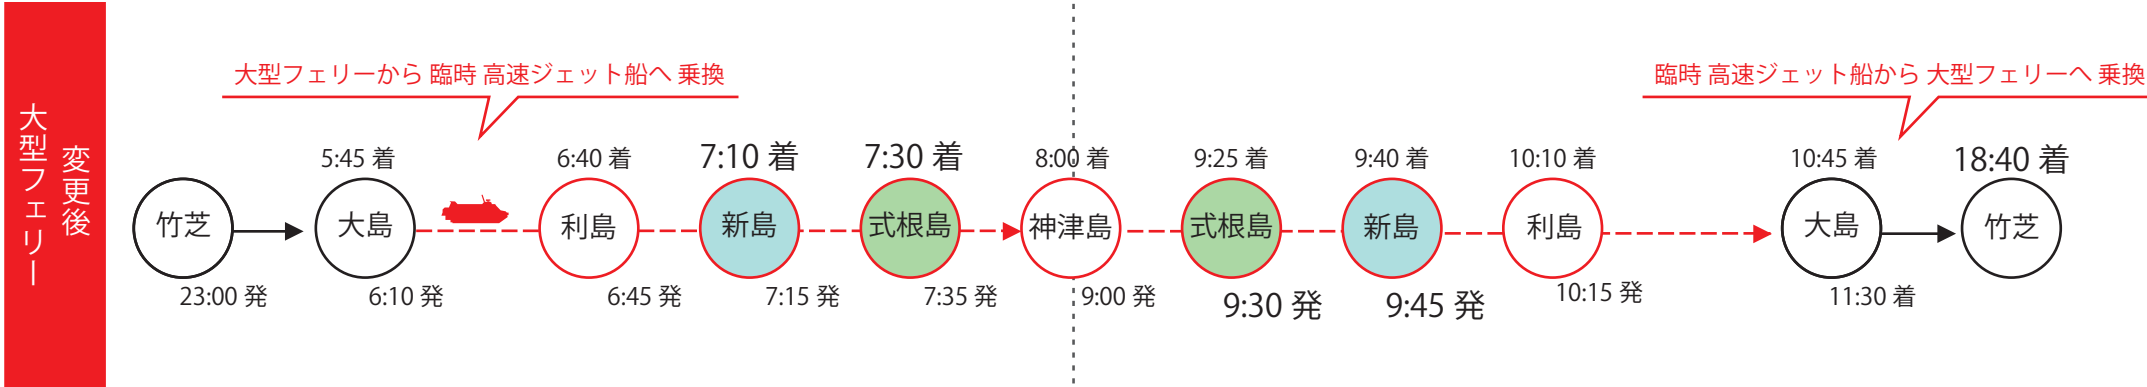 変更後
大型フェリー
大型フェリーから 臨時 高速ジェット船へ 乗換
臨時 高速ジェット船から 大型フェリーへ 乗換
5:45 着
6:40 着
7:10 着
7:30 着
8:00 着
9:25 着
9:40 着
10:10 着
10:45 着
18:40 着
竹芝
大島
利島
新島
式根島
神津島
式根島
新島
利島
大島
竹芝
23:00 発
6:10 発
6:45 発
7:15 発
7:35 発
9:00 発
9:30 発
9:45 発
10:15 発
11:30 着